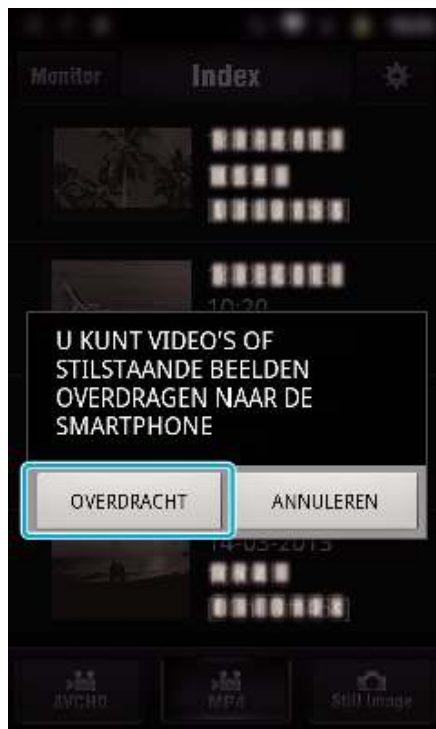 Monitor
Index
10:20
U KUNT VIDEO'S OF
STILSTAANDE BEELDEN
OVERDRAGEN NAAR DE
SMARTPHONE
OVERDRACHT
ANNULEREN
14-03-2015
AVCHD
MP4
Still Image